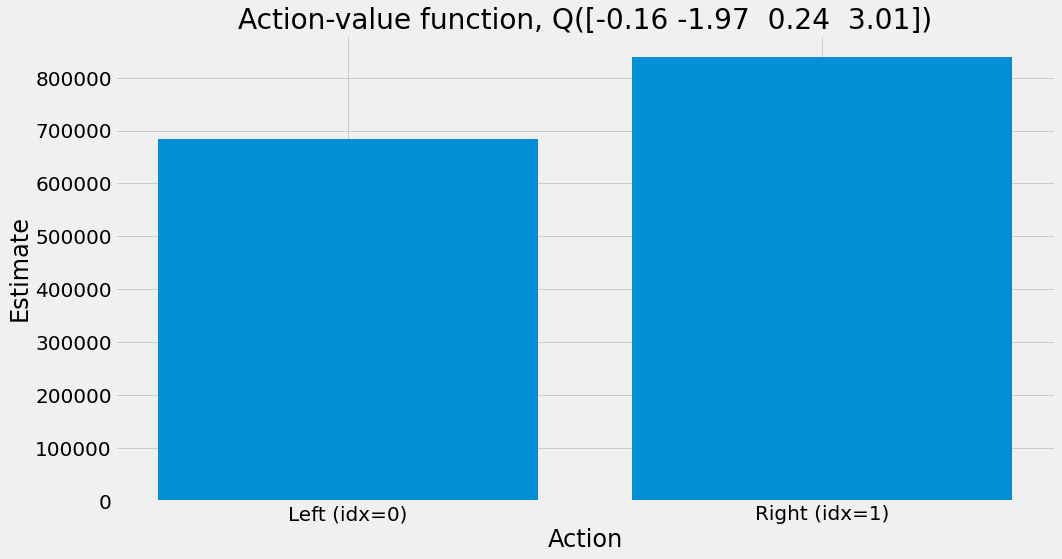 Action-value function, Q([-0.16 -1.97  0.24  3.01])
Estimate
800000
700000
600000
500000
400000
300000
200000
100000
0
Left (idx=0)
Right (idx=1)
Action